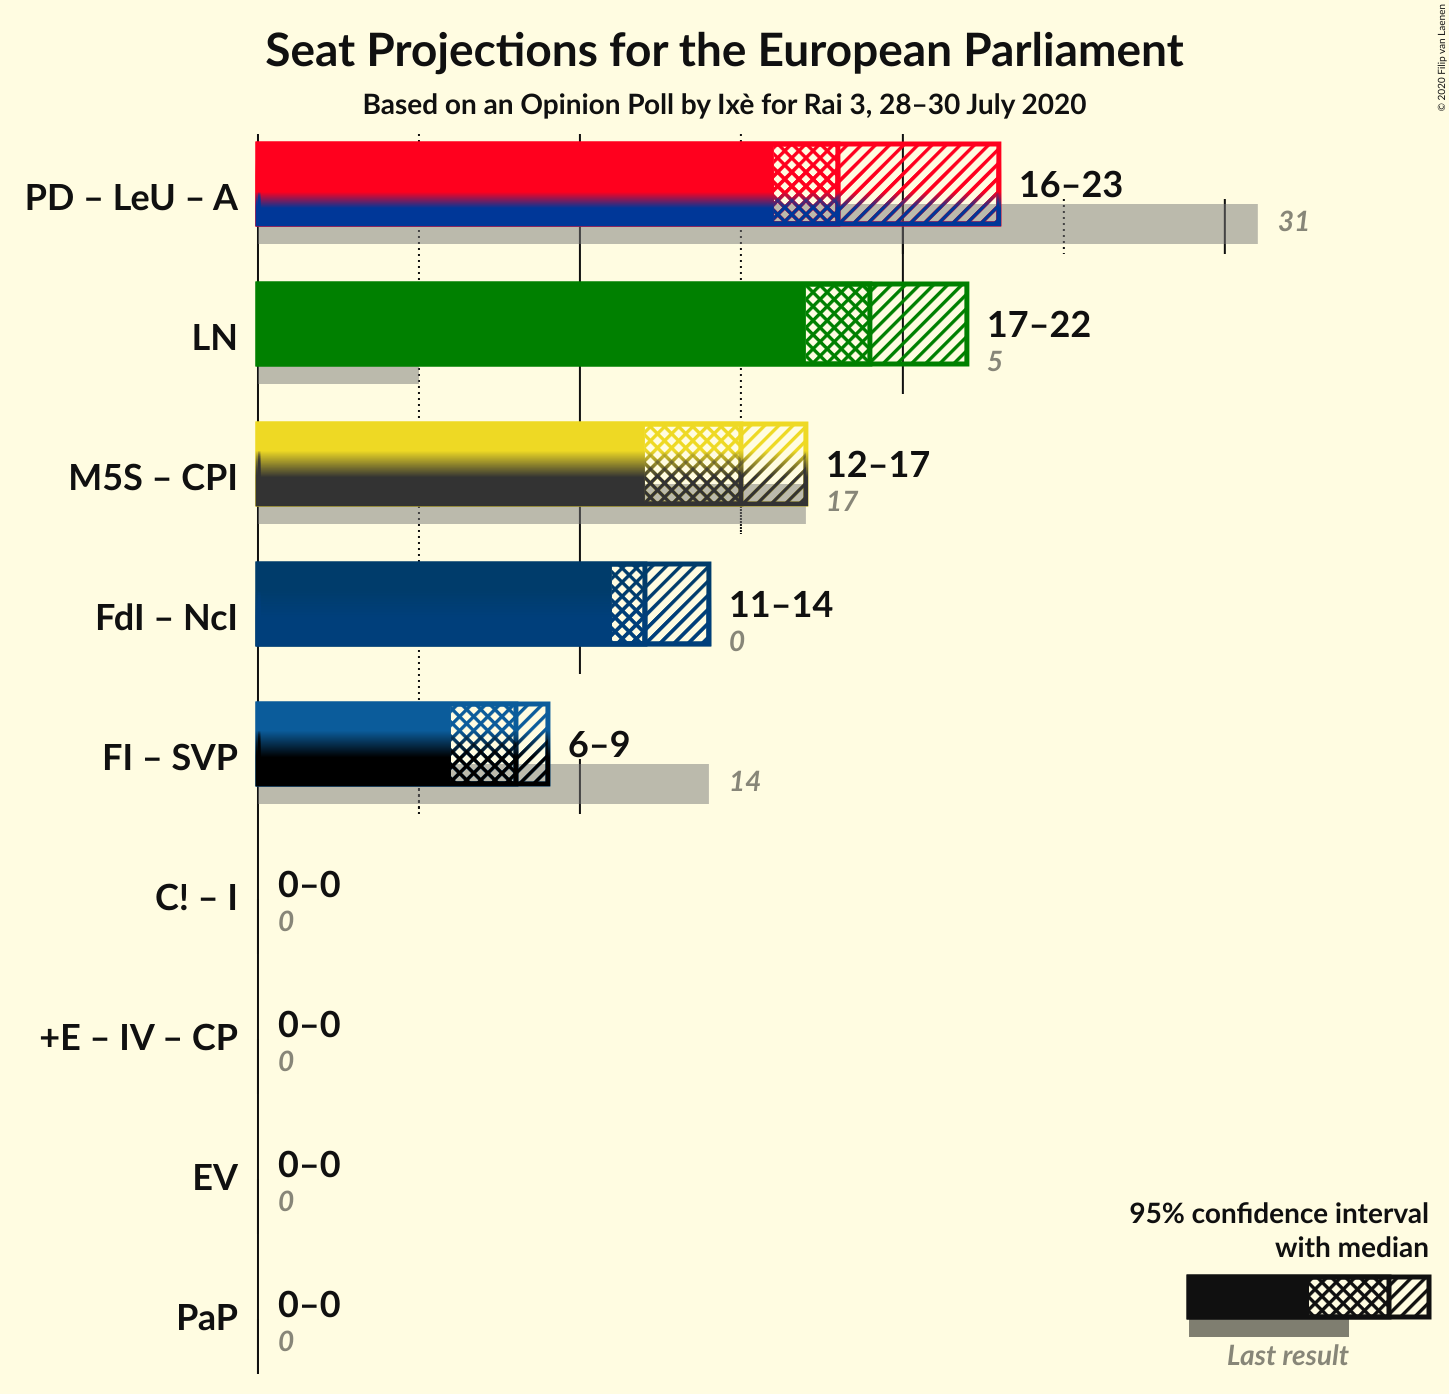 Seat Projections for the European Parliament
Based on an Opinion Poll by Ixè for Rai 3, 28–30 July 2020
© 2020 Filip van Laenen
PD – LeU – A
16–23
31
LN
17–22
5
M5S – CPI
12–17
17
FdI – NcI
11–14
0
FI – SVP
6–9
14
C! – I
0–0
0
+E – IV – CP
0–0
0
EV
0–0
0
PaP
0–0
0
95% confidence interval
with median
Last result